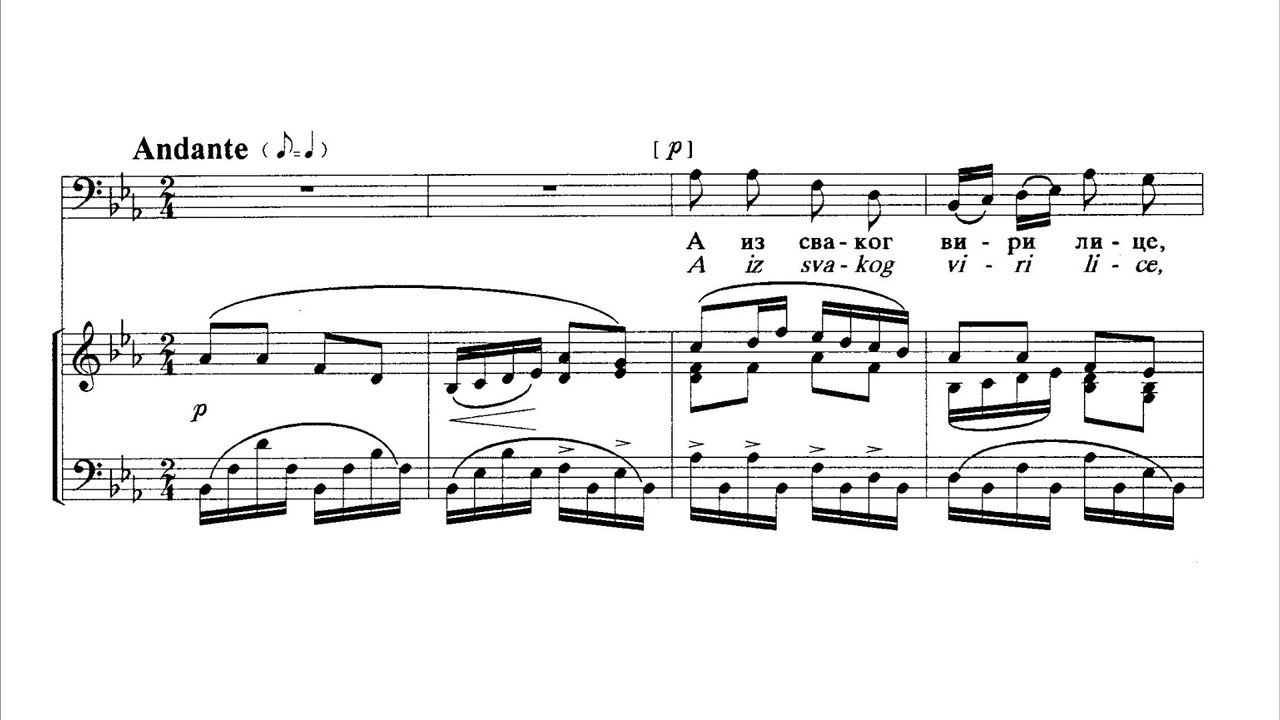 Andante (♪=♩)
[p]
А из сва-ког ви-ри ли-це,
A iz sva-kog vi-ri li-ce,
p